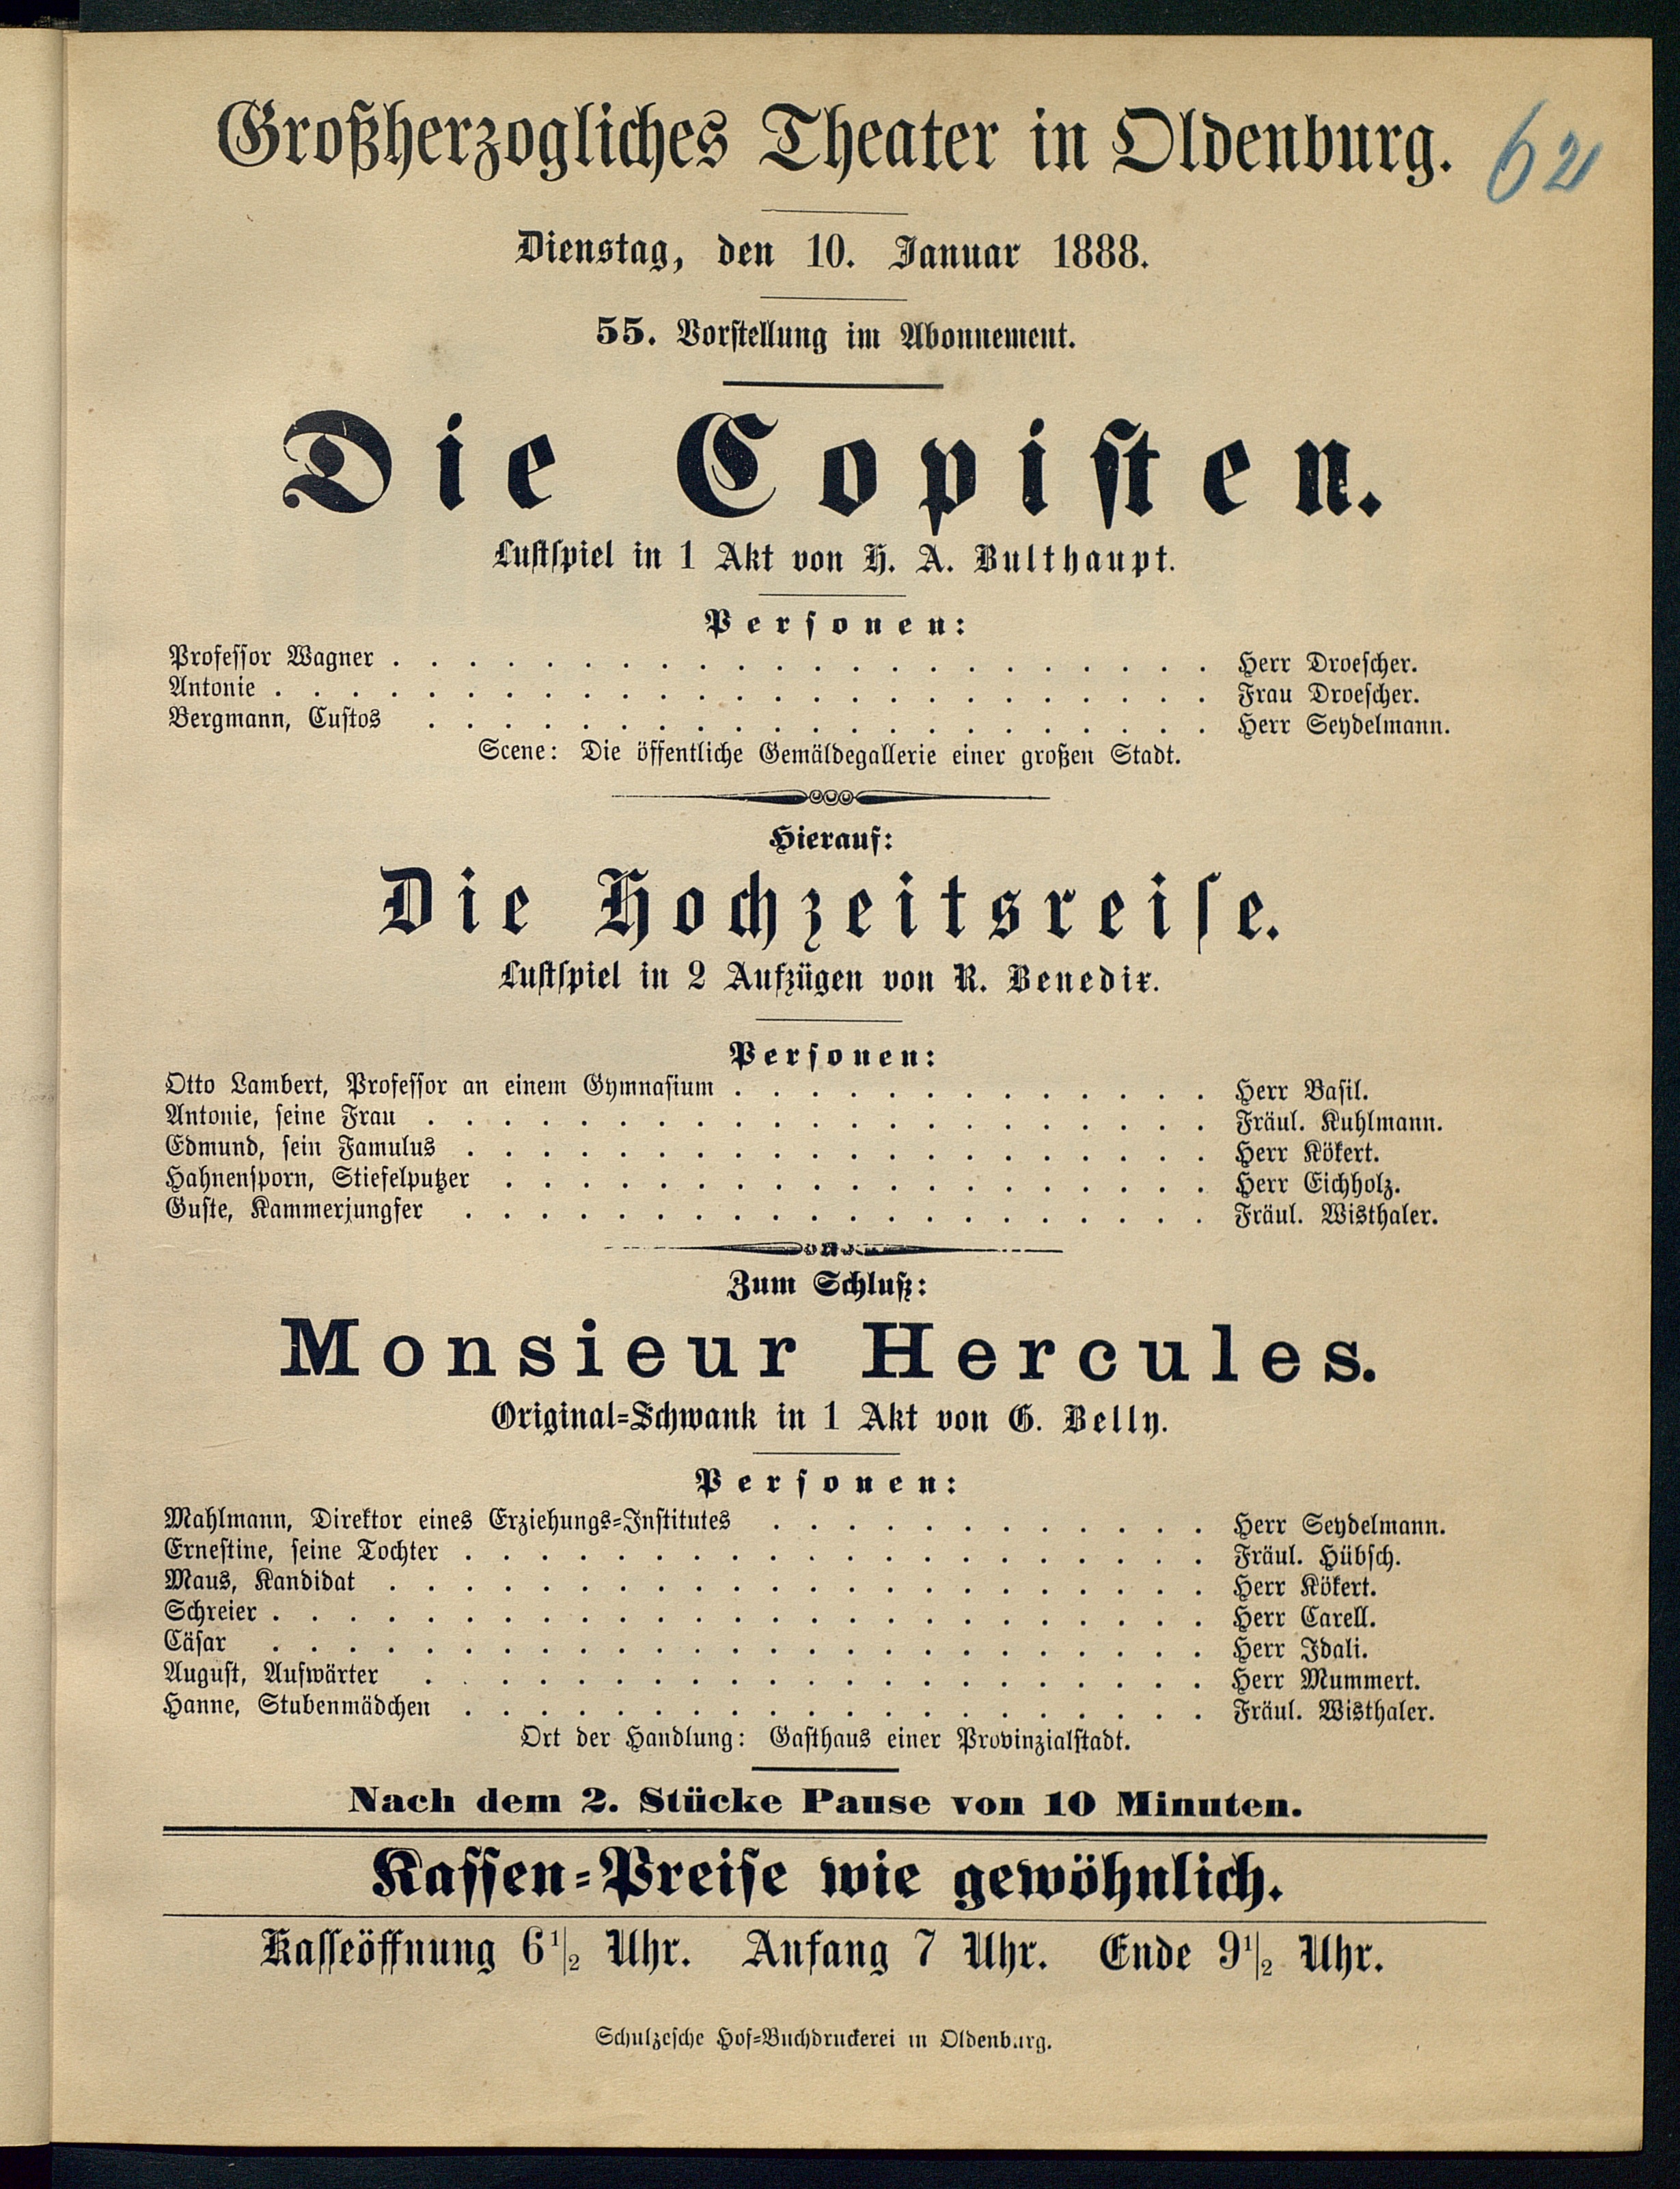 Großherzogliches Theater in Oldenburg.
62
Dienstag, den 10. Januar 1888.
55. Vorstellung im Abonnement.
Die Copisten.
Lustspiel in 1 Akt von H. A. Bulthaupt.
Personen:
Professor Wagner . . . . . . . . . . . . . . . . . . . . . . Herr Droescher.
Antonie . . . . . . . . . . . . . . . . . . . . . . . . . Frau Droescher.
Bergmann, Custos . . . . . . . . . . . . . . . . . . . . . Herr Seydelmann.
Scene: Die öffentliche Gemäldegallerie einer großen Stadt.
Hierauf:
Die Hochzeitsreise.
Lustspiel in 2 Aufzügen von R. Benedix.
Personen:
Otto Lambert, Professor an einem Gymnasium . . . . . . . . . . . . . Herr Basil.
Antonie, seine Frau . . . . . . . . . . . . . . . . . . . . . Fräul. Kuhlmann.
Edmund, sein Famulus . . . . . . . . . . . . . . . . . . . . Herr Kökert.
Hahnensporn, Stiefelputzer . . . . . . . . . . . . . . . . . . . Herr Eichholz.
Guste, Kammerjungfer . . . . . . . . . . . . . . . . . . . . Fräul. Wisthaler.
Zum Schluß:
Monsieur Hercules.
Original-Schwank in 1 Akt von G. Belly.
Personen:
Mahlmann, Direktor eines Erziehungs-Institutes . . . . . . . . . . . . Herr Seydelmann.
Ernestine, seine Tochter . . . . . . . . . . . . . . . . . . . . Fräul. Hübsch.
Maus, Kandidat . . . . . . . . . . . . . . . . . . . . . . Herr Kökert.
Schreier . . . . . . . . . . . . . . . . . . . . . . . . . Herr Carell.
Cäsar . . . . . . . . . . . . . . . . . . . . . . . . . Herr Idali.
August, Aufwärter . . . . . . . . . . . . . . . . . . . . . Herr Mummert.
Hanne, Stubenmädchen . . . . . . . . . . . . . . . . . . . . Fräul. Wisthaler.
Ort der Handlung: Gasthaus einer Provinzialstadt.
Nach dem 2. Stücke Pause von 10 Minuten.
Kassen-Preise wie gewöhnlich.
Kasseöffnung 6 1/2 Uhr. Anfang 7 Uhr. Ende 9 1/2 Uhr.
Schulzesche Hof-Buchdruckerei in Oldenburg.